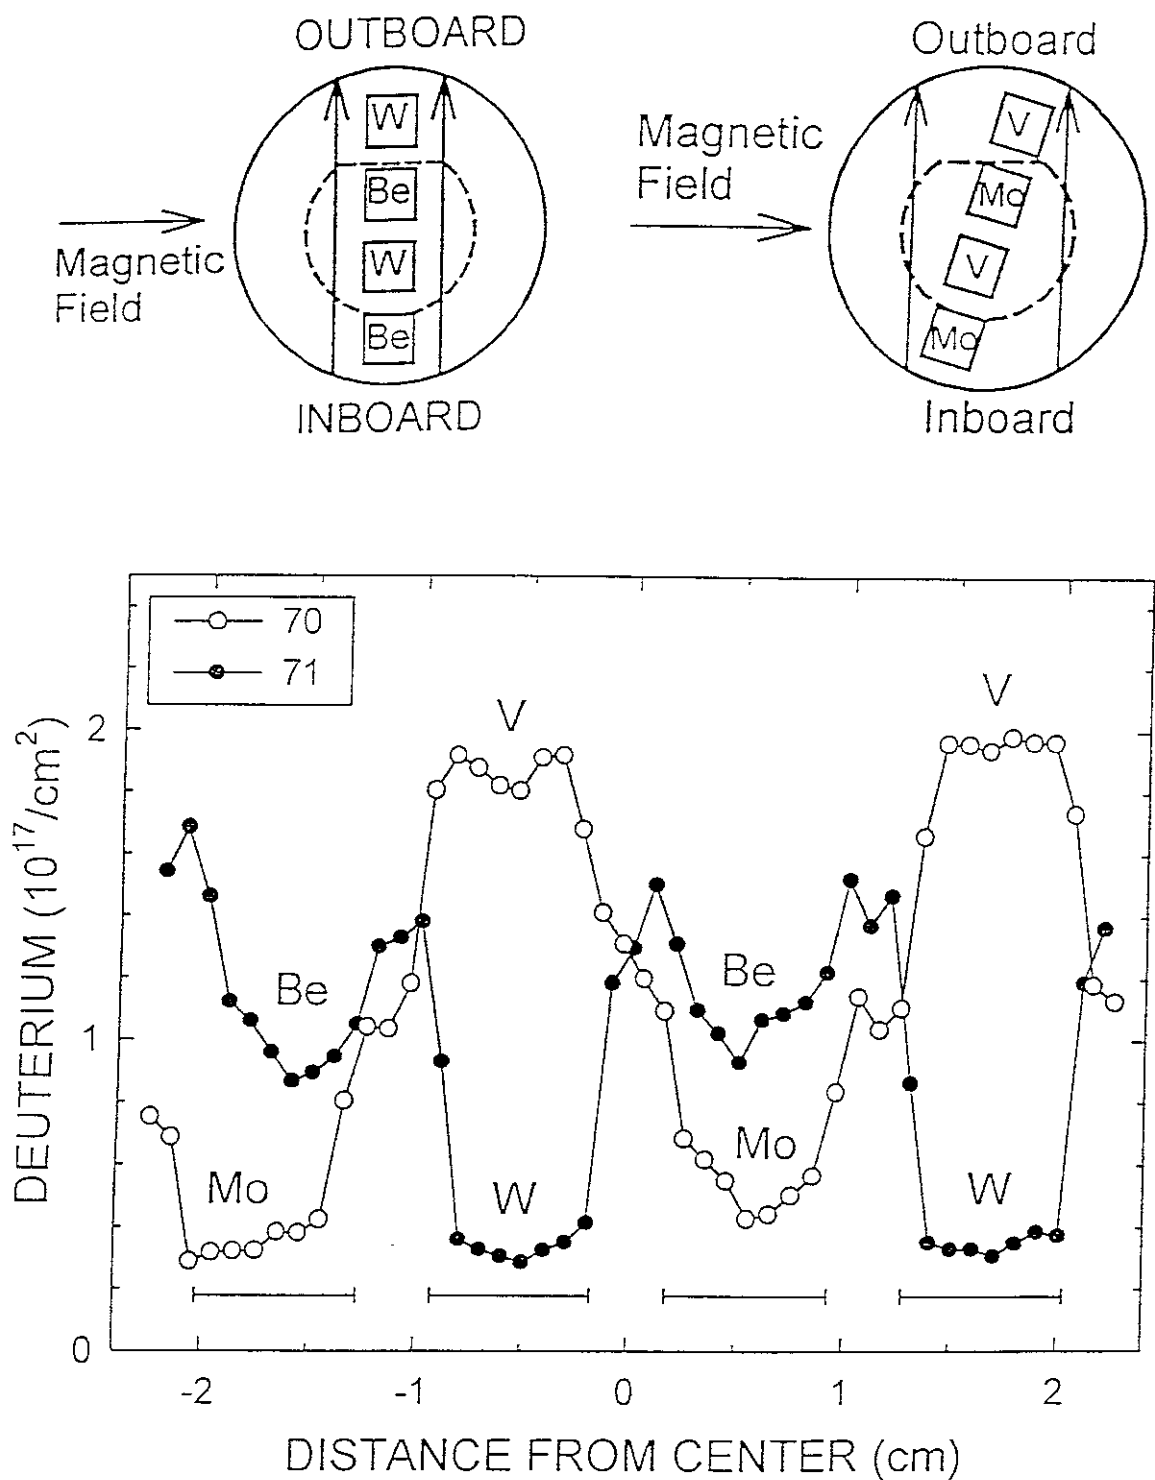 OUTBOARD
W
Be
W
Be
INBOARD
Magnetic
Field
Outboard
V
Mo
V
Mo
Inboard
Magnetic
Field
70
71
V
V
Be
Be
Mo
Mo
W
W
2
1
0
-2
-1
0
1
2
DEUTERIUM (10¹⁷/cm²)
DISTANCE FROM CENTER (cm)